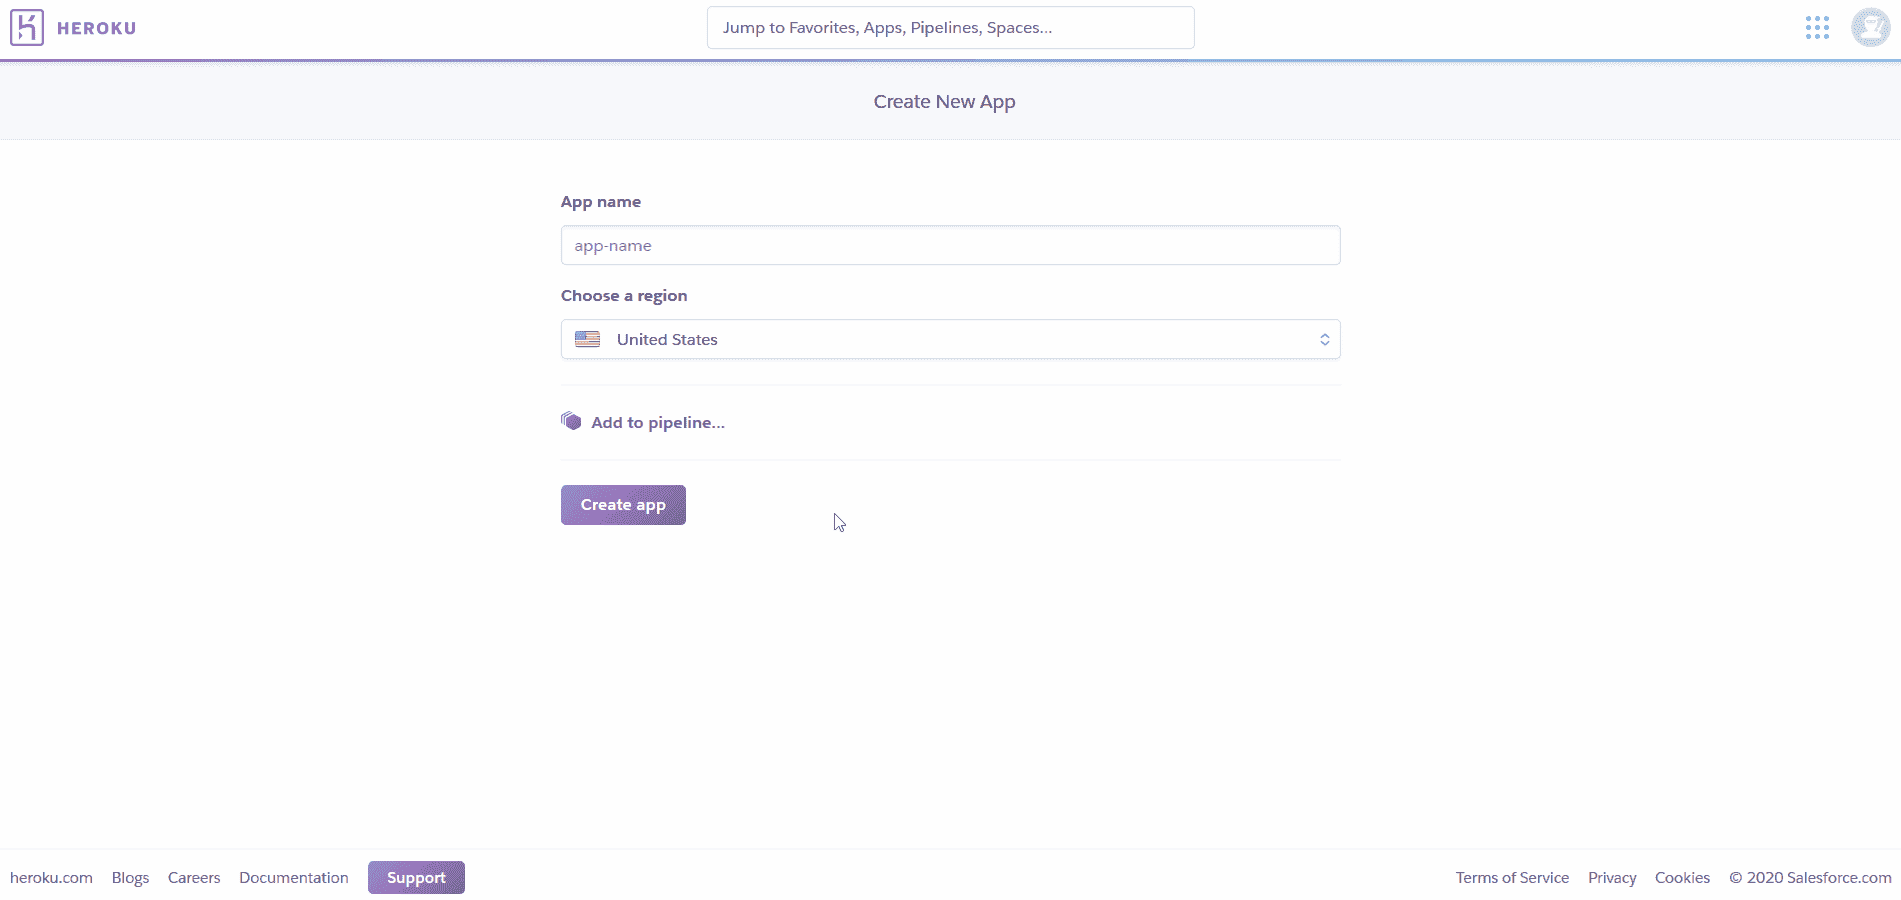 HEROKU
Jump to Favorites, Apps, Pipelines, Spaces...
Create New App
App name
app-name
Choose a region
United States
Add to pipeline...
Create app
heroku.com Blogs Careers Documentation Support Terms of Service Privacy Cookies © 2020 Salesforce.com